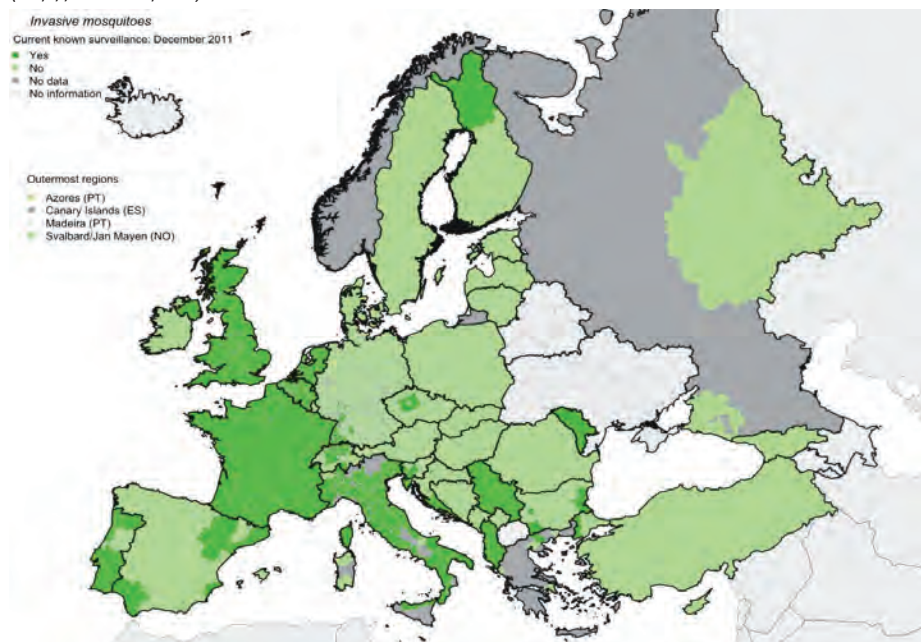 Invasive mosquitoes
Current known surveillance: December 2011
Yes
No
No data
No information
Outermost regions
Azores (PT)
Canary Islands (ES)
Madeira (PT)
Svalbard/Jan Mayen (NO)